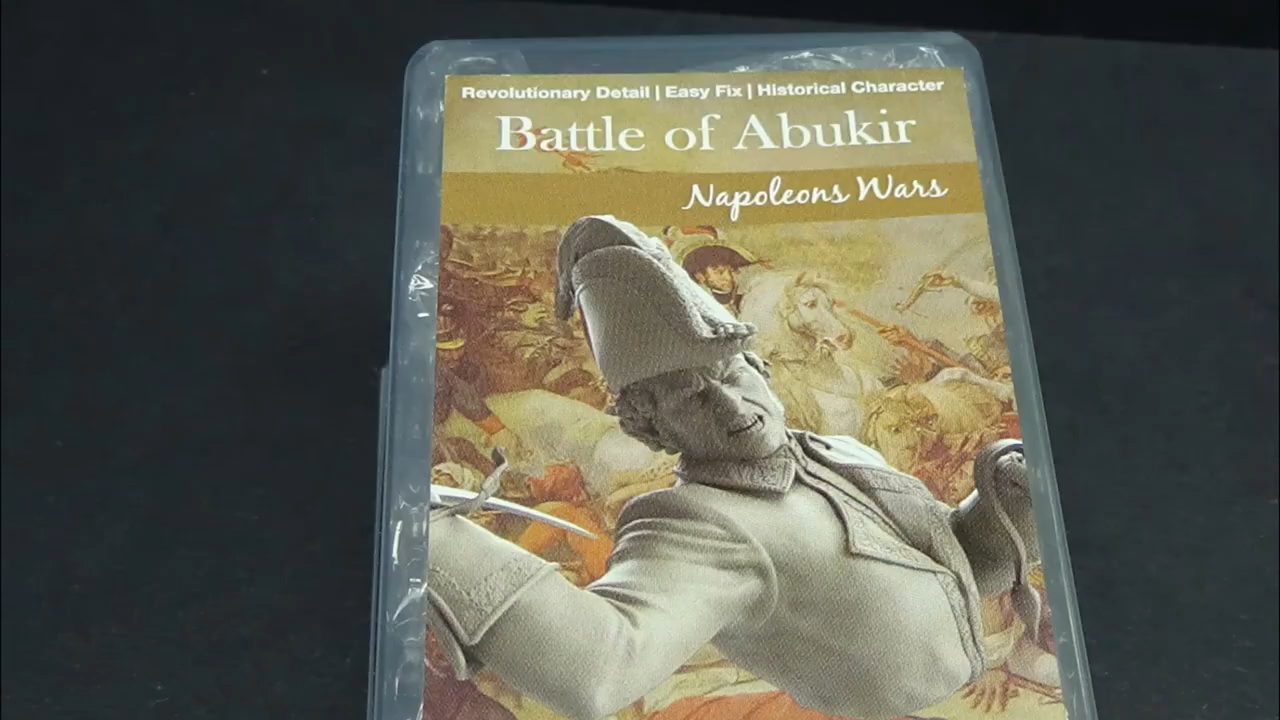 Revolutionary Detail | Easy Fix | Historical Character
Battle of Abukir
Napoleons Wars